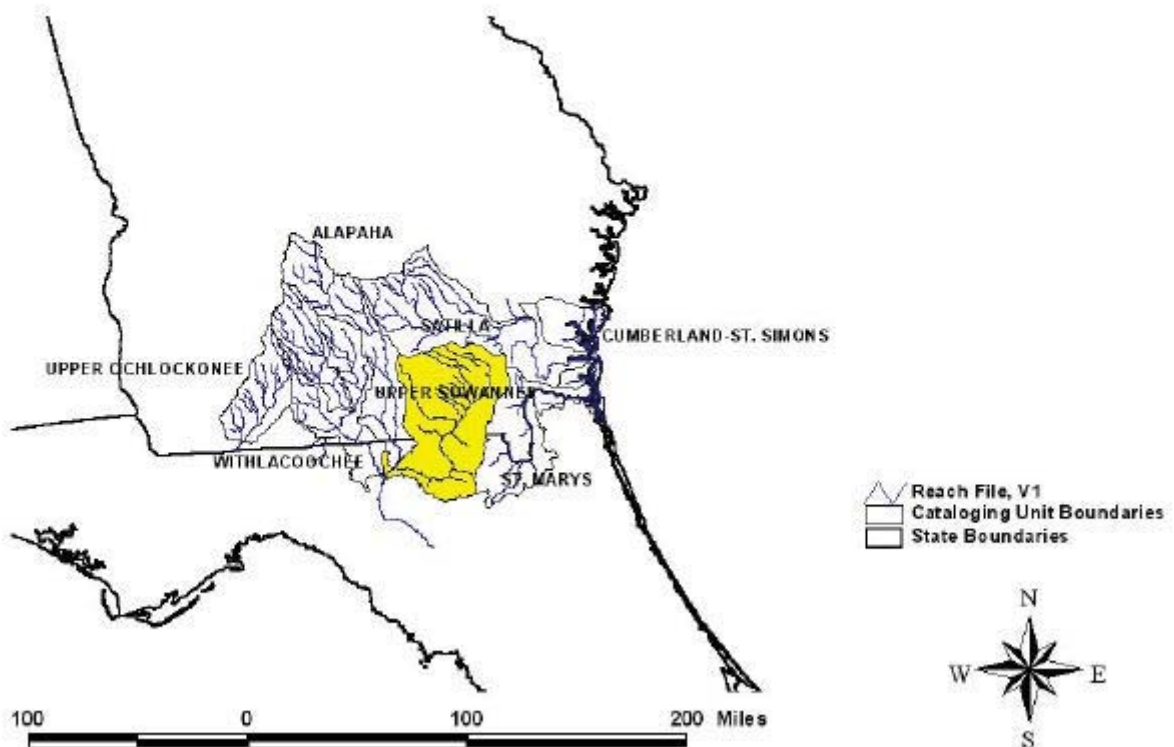 ALAPAHA
SATILLA
CUMBERLAND-ST. SIMONS
UPPER OCHLOCKONEE
UPPER SUWANNEE
WITHLACOOCHEE
ST. MARYS
Reach File, V1
Cataloging Unit Boundaries
State Boundaries
N
W E
S
100 0 100 200 Miles